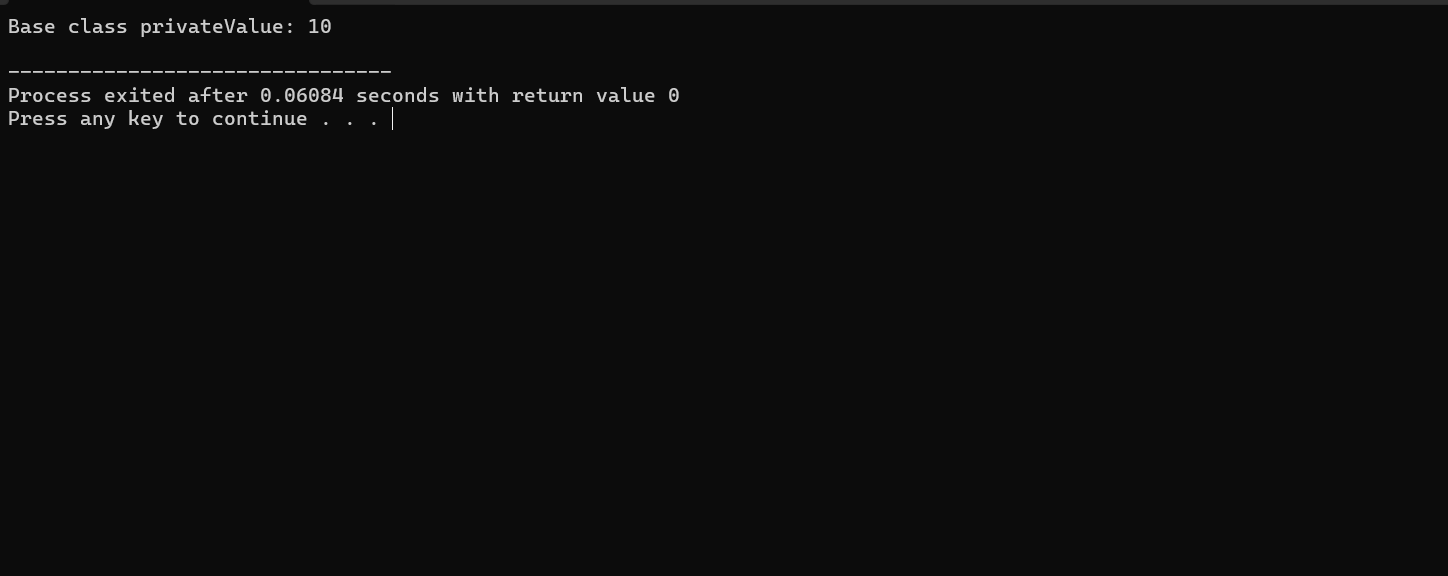 Base class privateValue: 10
--------------------------------
Process exited after 0.06084 seconds with return value 0
Press any key to continue . . .